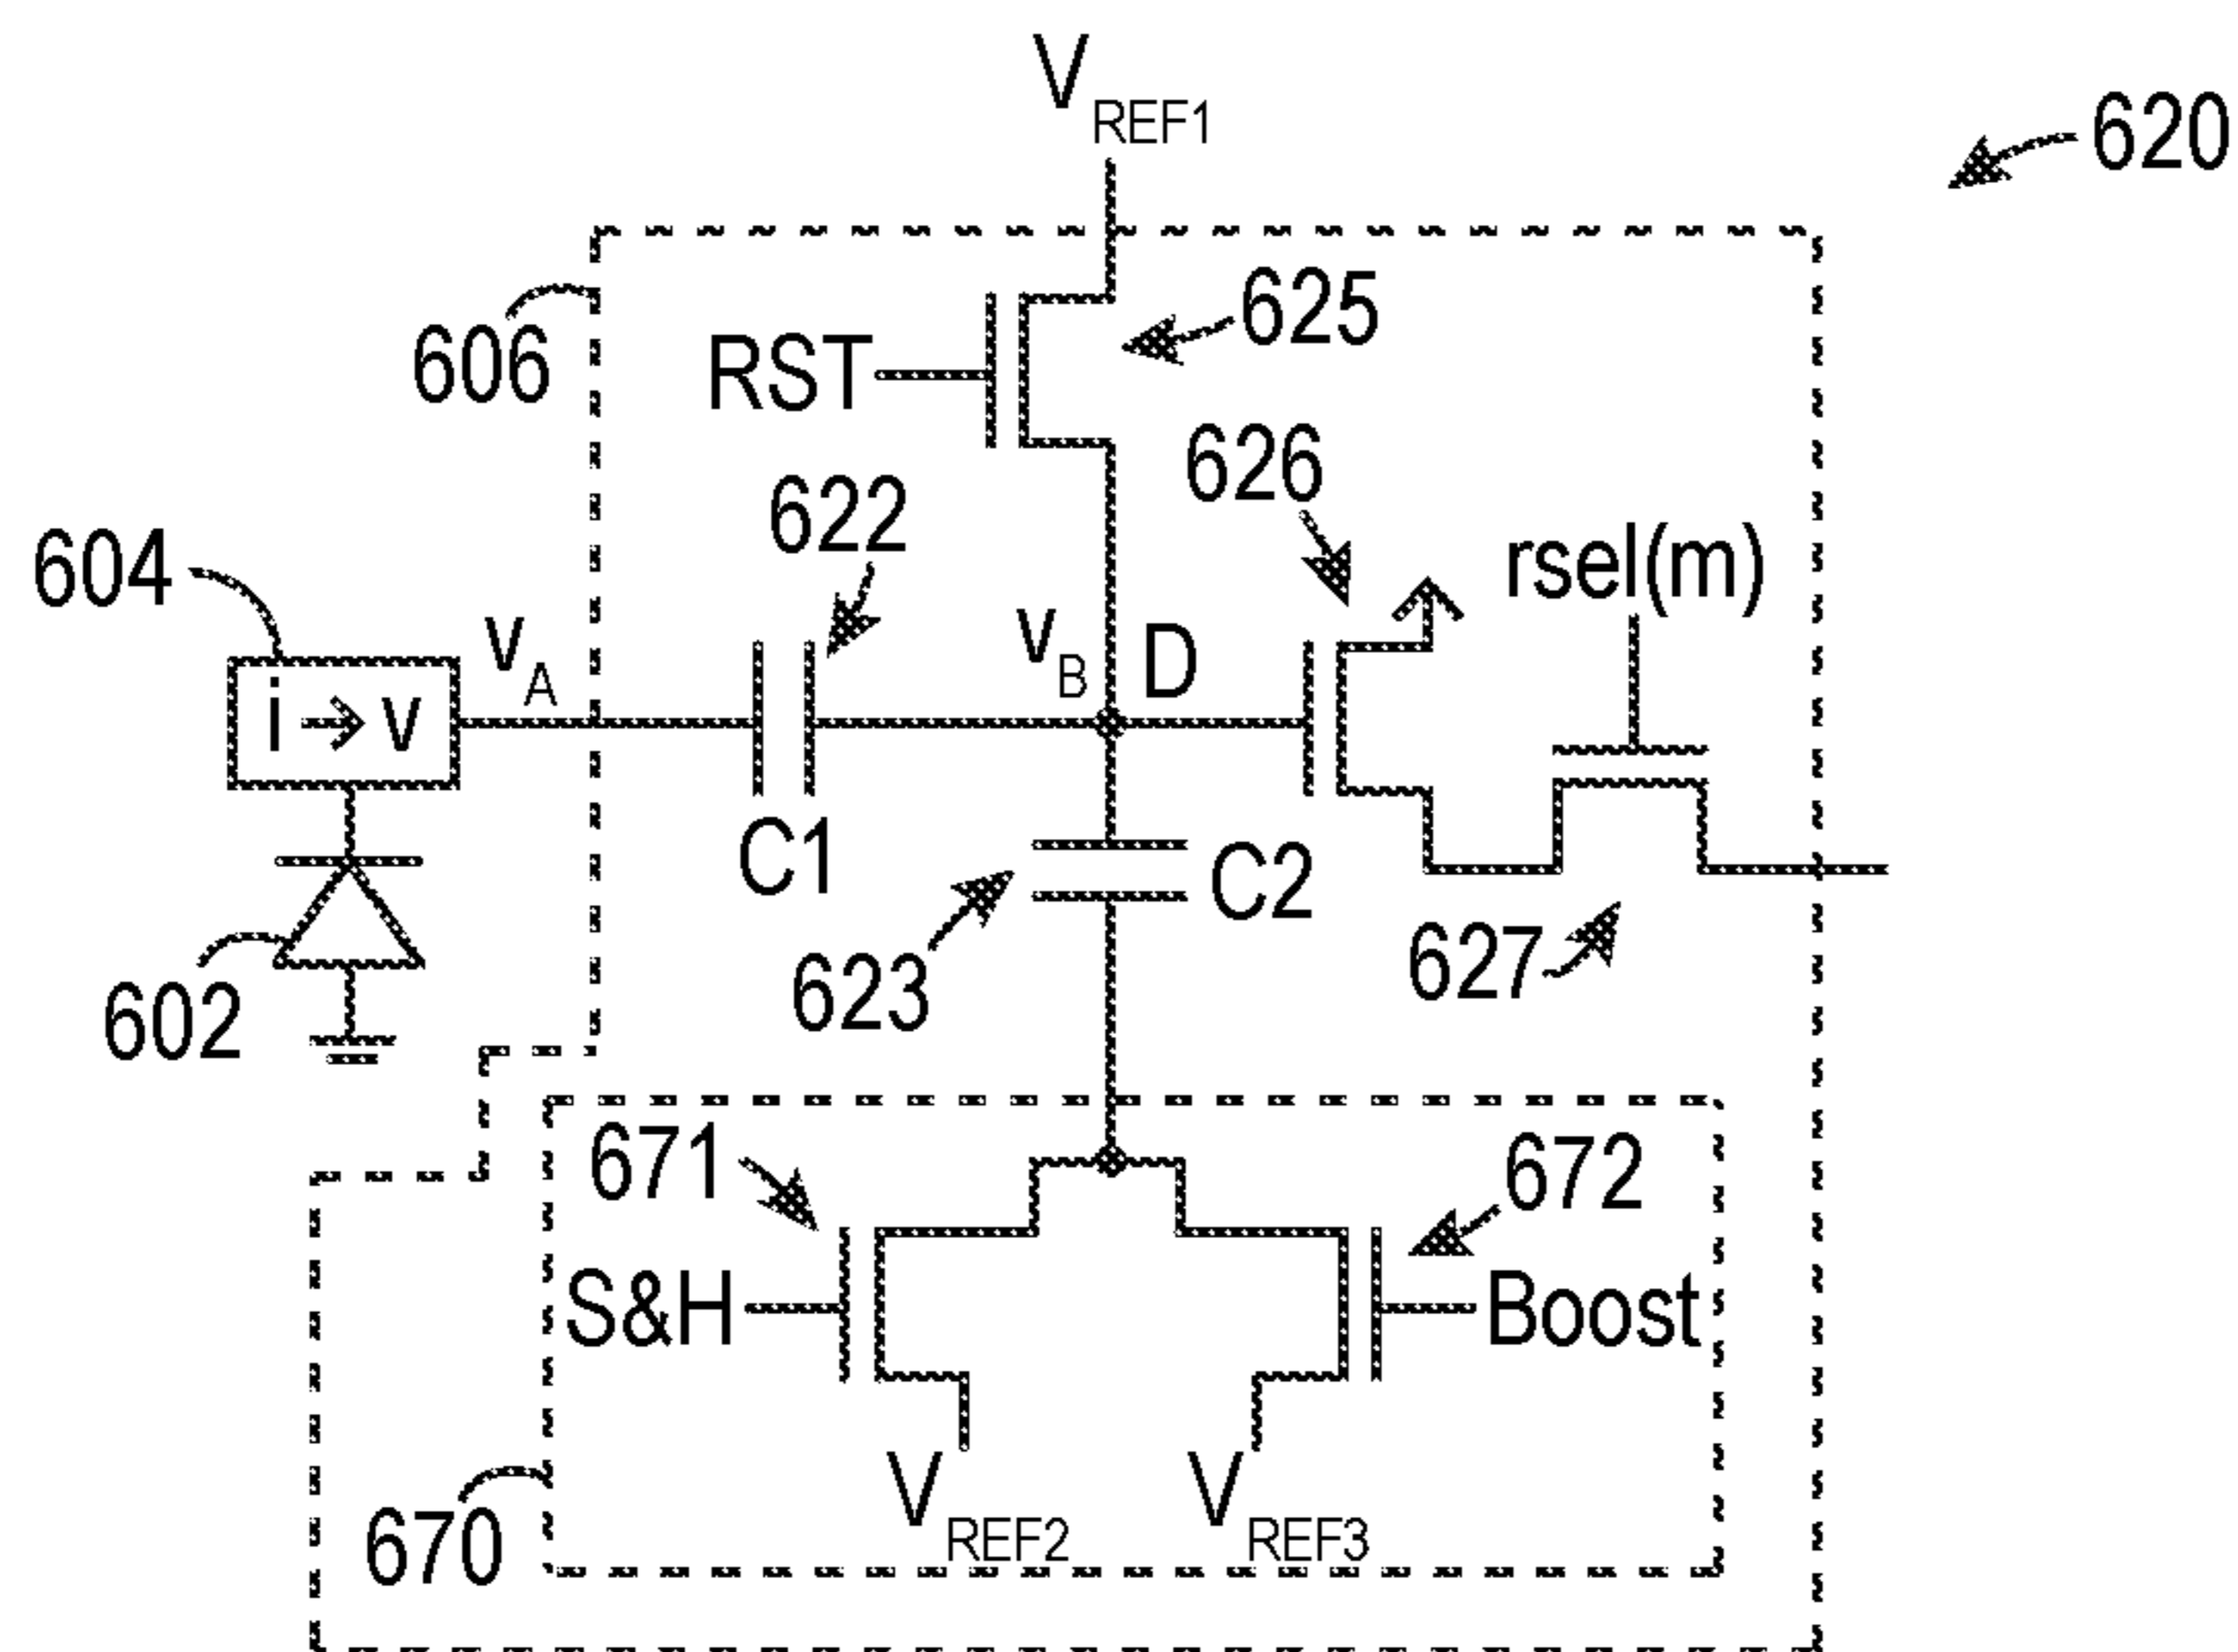 VREF1
620
606
RST
625
626
622
604
rsel(m)
vA
vB
D
i → v
C1
C2
602
623
627
671
672
S&H
Boost
670
VREF2
VREF3